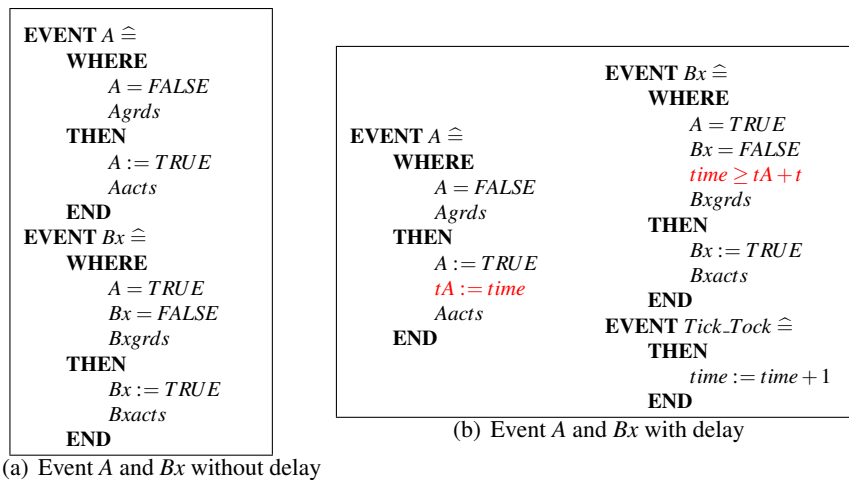 EVENT A ≙
WHERE
A = FALSE
Agrds
THEN
A := TRUE
Aacts
END
EVENT Bx ≙
WHERE
A = TRUE
Bx = FALSE
Bxgrds
THEN
Bx := TRUE
Bxacts
END
(a) Event A and Bx without delay
EVENT A ≙
WHERE
A = FALSE
Agrds
THEN
A := TRUE
tA := time
Aacts
END
EVENT Bx ≙
WHERE
A = TRUE
Bx = FALSE
time ≥ tA + t
Bxgrds
THEN
Bx := TRUE
Bxacts
END
EVENT Tick_Tock ≙
THEN
time := time + 1
END
(b) Event A and Bx with delay